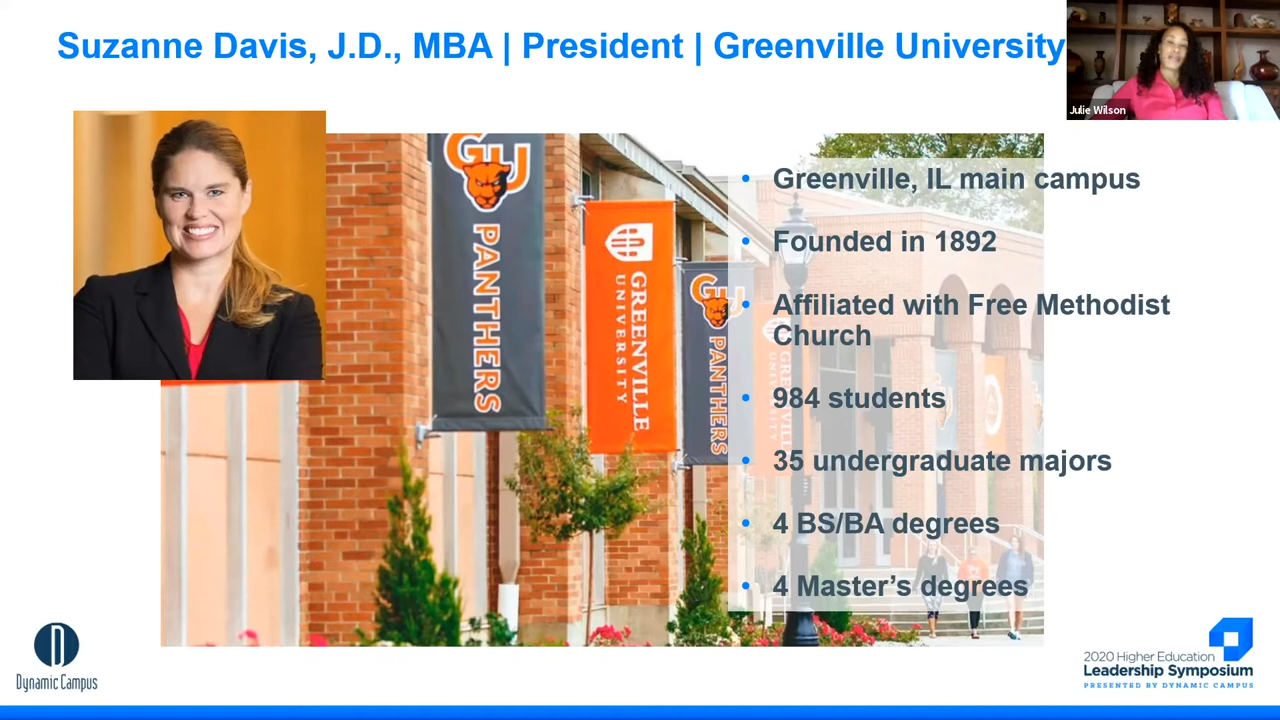 Suzanne Davis, J.D., MBA | President | Greenville University
Julie Wilson
GU
PANTHERS
GREENVILLE
UNIVERSITY
GU
PANTHERS
GREENVILLE
• Greenville, IL main campus
• Founded in 1892
• Affiliated with Free Methodist
Church
• 984 students
• 35 undergraduate majors
• 4 BS/BA degrees
• 4 Master’s degrees
Dynamic Campus
2020 Higher Education
Leadership Symposium
PRESENTED BY DYNAMIC CAMPUS